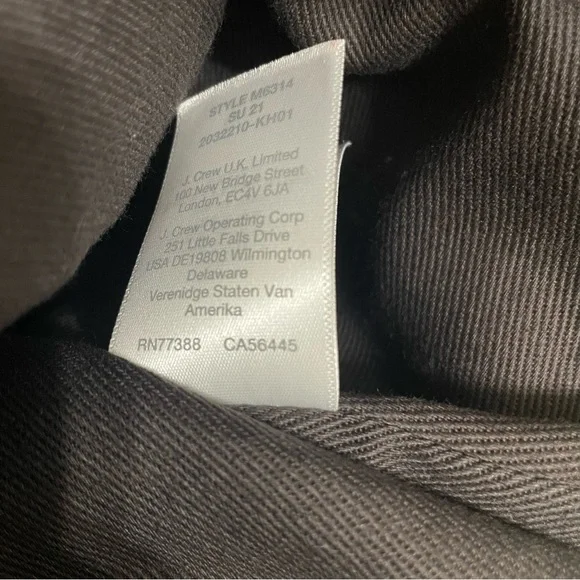 STYLE M6314
SU 21
2032210-KH01
J. Crew U.K. Limited
100 New Bridge Street
London, EC4V 6JA
J. Crew Operating Corp
251 Little Falls Drive
USA DE19808 Wilmington
Delaware
Verenidge Staten Van
Amerika
RN77388 CA56445